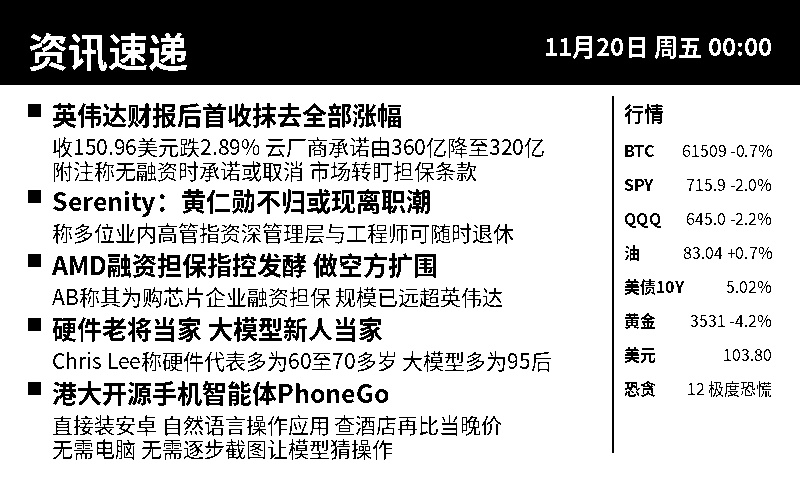 资讯速递
11月20日 周五 00:00
英伟达财报后首收抹去全部涨幅
收150.96美元跌2.89% 云厂商承诺由360亿降至320亿
附注称无融资时承诺或取消 市场转盯担保条款
Serenity：黄仁勋不归或现离职潮
称多位业内高管指资深管理层与工程师可随时退休
AMD融资担保指控发酵 做空方扩围
AB称其为购芯片企业融资担保 规模已远超英伟达
硬件老将当家 大模型新人当家
Chris Lee称硬件代表多为60至70多岁 大模型多为95后
港大开源手机智能体PhoneGo
直接装安卓 自然语言操作应用 查酒店再比当晚价
无需电脑 无需逐步截图让模型猜操作
行情
BTC 61509 -0.7%
SPY 715.9 -2.0%
QQQ 645.0 -2.2%
油 83.04 +0.7%
美债10Y 5.02%
黄金 3531 -4.2%
美元 103.80
恐贪 12 极度恐慌